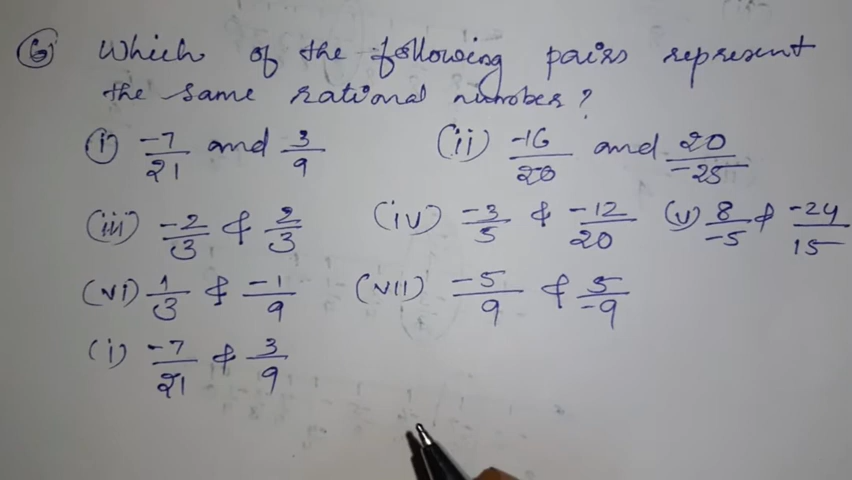 (6) Which of the following pairs represent
the same rational number?
(i) -7/21 and 3/9 (ii) -16/20 and 20/-25
(iii) -2/3 & 2/3 (iv) -3/5 & -12/20 (v) 8/-5 & -24/15
(vi) 1/3 & -1/9 (vii) -5/9 & 5/-9
(i) -7/21 & 3/9